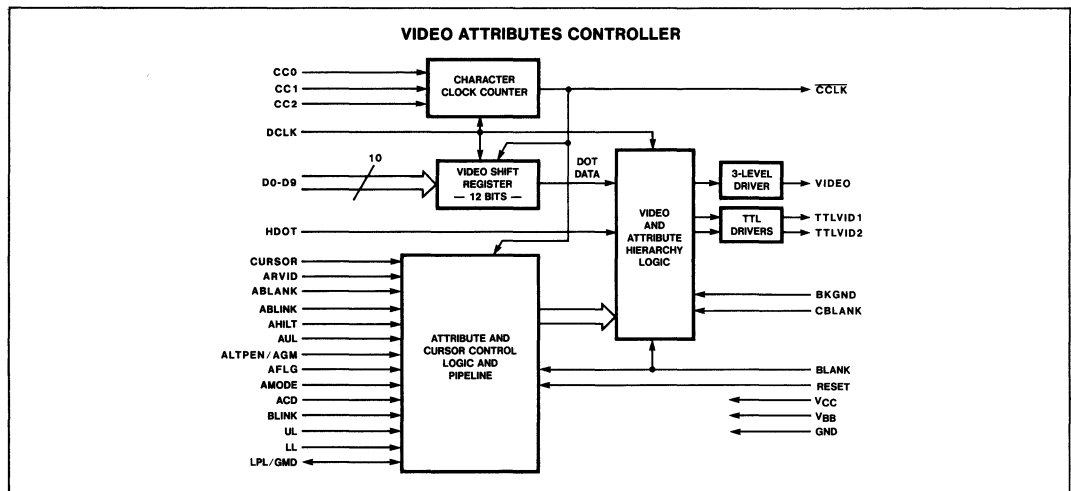 VIDEO ATTRIBUTES CONTROLLER
CC0
CC1
CC2
CHARACTER
CLOCK COUNTER
CCLK
DCLK
10
D0-D9
VIDEO SHIFT
REGISTER
— 12 BITS —
DOT
DATA
HDOT
VIDEO
AND
ATTRIBUTE
HIERARCHY
LOGIC
3-LEVEL
DRIVER
VIDEO
TTL
DRIVERS
TTLVID1
TTLVID2
CURSOR
ARVID
ABLANK
ABLINK
AHILT
AUL
ALTPEN/AGM
AFLG
AMODE
ACD
BLINK
UL
LL
LPL/GMD
ATTRIBUTE AND
CURSOR CONTROL
LOGIC AND
PIPELINE
BKGND
CBLANK
BLANK
RESET
VCC
VBB
GND